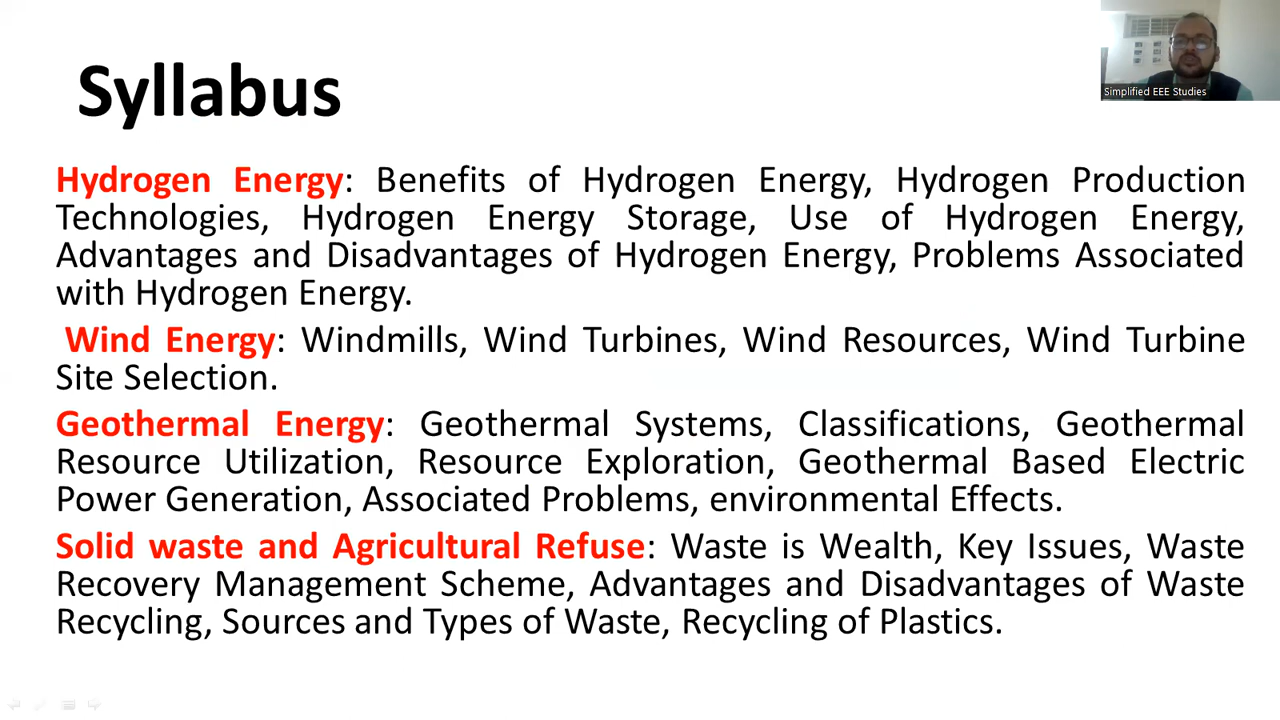 Syllabus
Simplified EEE Studies
Hydrogen Energy: Benefits of Hydrogen Energy, Hydrogen Production
Technologies, Hydrogen Energy Storage, Use of Hydrogen Energy,
Advantages and Disadvantages of Hydrogen Energy, Problems Associated
with Hydrogen Energy.
Wind Energy: Windmills, Wind Turbines, Wind Resources, Wind Turbine
Site Selection.
Geothermal Energy: Geothermal Systems, Classifications, Geothermal
Resource Utilization, Resource Exploration, Geothermal Based Electric
Power Generation, Associated Problems, environmental Effects.
Solid waste and Agricultural Refuse: Waste is Wealth, Key Issues, Waste
Recovery Management Scheme, Advantages and Disadvantages of Waste
Recycling, Sources and Types of Waste, Recycling of Plastics.